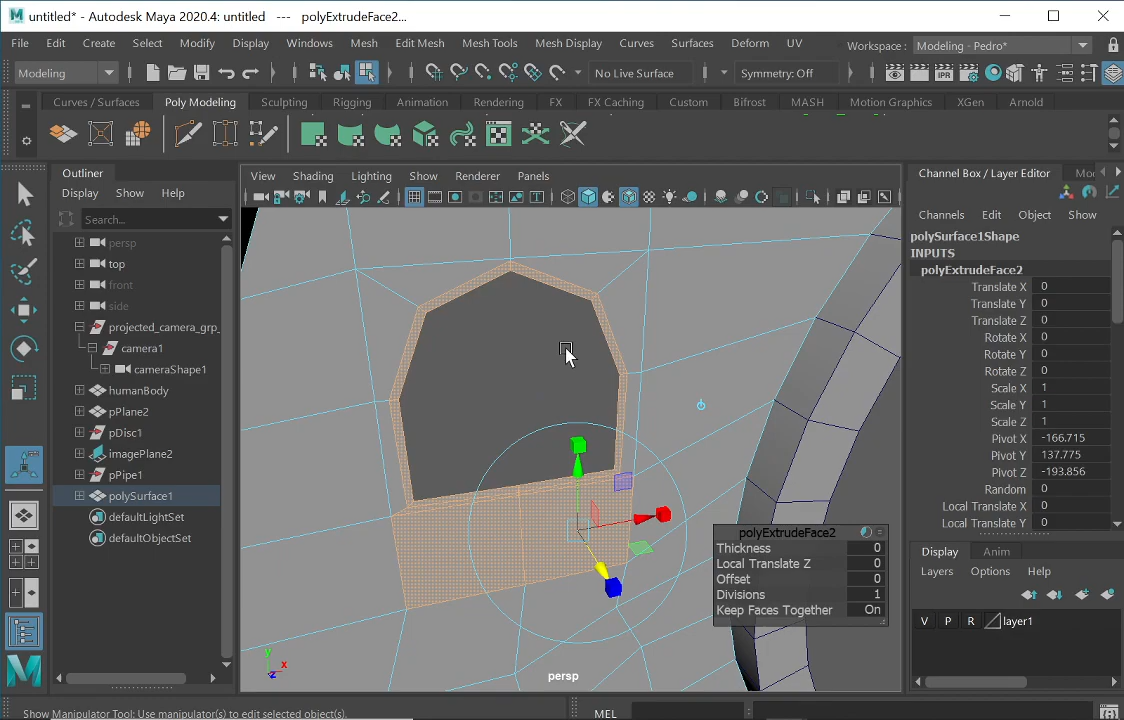 untitled* - Autodesk Maya 2020.4: untitled --- polyExtrudeFace2...
File Edit Create Select Modify Display Windows Mesh Edit Mesh Mesh Tools Mesh Display Curves Surfaces Deform UV Workspace : Modeling - Pedro*
Modeling No Live Surface Symmetry: Off IPR
Curves / Surfaces Poly Modeling Sculpting Rigging Animation Rendering FX FX Caching Custom Bifrost MASH Motion Graphics XGen Arnold
Outliner
Display Show Help
Search...
persp
top
front
side
projected_camera_grp_
camera1
cameraShape1
humanBody
pPlane2
pDisc1
imagePlane2
pPipe1
polySurface1
defaultLightSet
defaultObjectSet
View Shading Lighting Show Renderer Panels
polyExtrudeFace2
Thickness 0
Local Translate Z 0
Offset 0
Divisions 1
Keep Faces Together On
y
x
z
persp
Channel Box / Layer Editor
Channels Edit Object Show
polySurface1Shape
INPUTS
polyExtrudeFace2
Translate X 0
Translate Y 0
Translate Z 0
Rotate X 0
Rotate Y 0
Rotate Z 0
Scale X 1
Scale Y 1
Scale Z 1
Pivot X -166.715
Pivot Y 137.775
Pivot Z -193.856
Random 0
Local Translate X 0
Local Translate Y 0
Display Anim
Layers Options Help
V P R layer1
Show Manipulator Tool: Use manipulator(s) to edit selected object(s). MEL